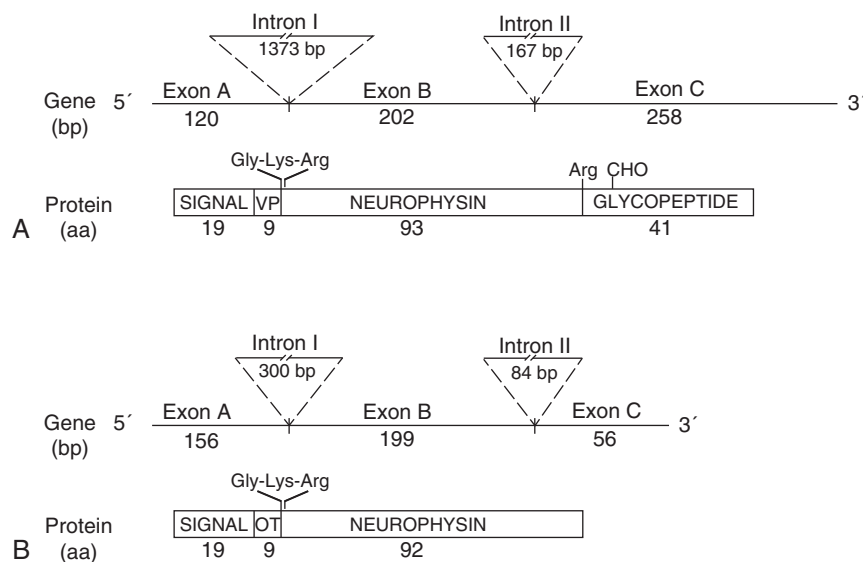 Intron I
1373 bp
Intron II
167 bp
Gene (bp) 5´ Exon A 120 Exon B 202 Exon C 258 3´
Gly-Lys-Arg
Arg CHO
A Protein (aa)
SIGNAL VP NEUROPHYSIN GLYCOPEPTIDE
19 9 93 41
Intron I
300 bp
Intron II
84 bp
Gene (bp) 5´ Exon A 156 Exon B 199 Exon C 56 3´
Gly-Lys-Arg
B Protein (aa)
SIGNAL OT NEUROPHYSIN
19 9 92